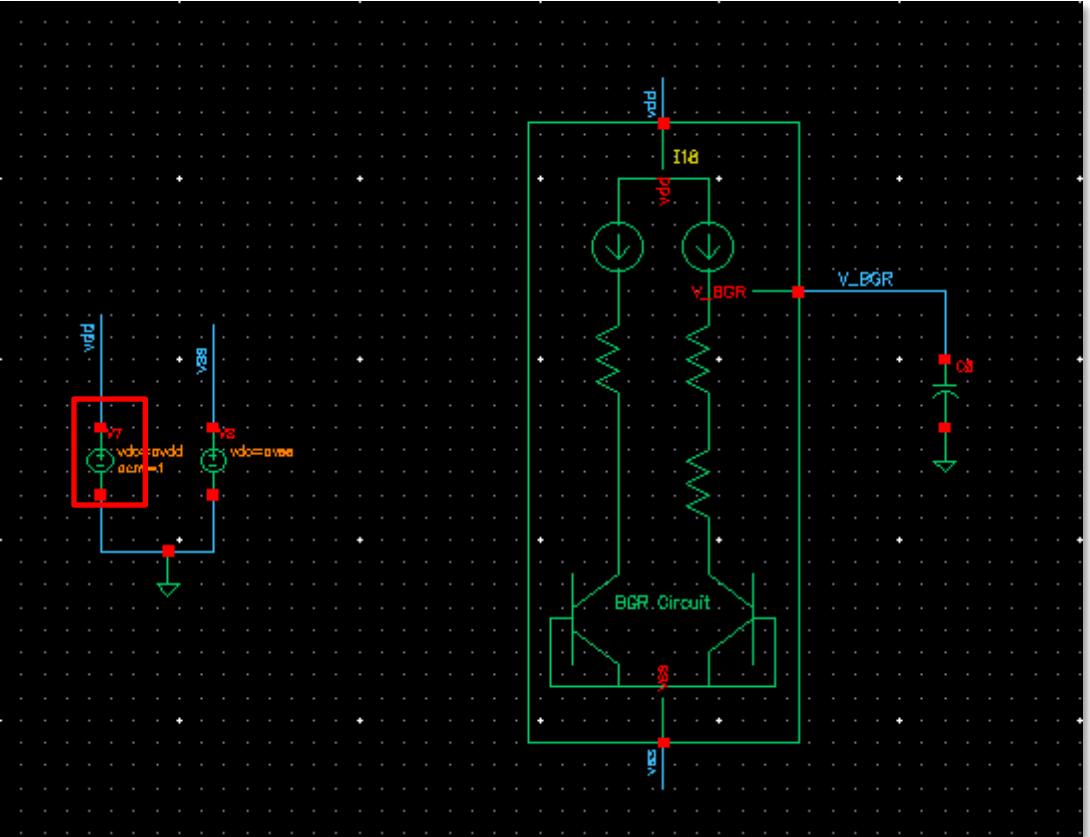 vdd
I18
vdd
V_BGR
V_BGR
vdd
vss
C0
V7
vdc=avdd
acm=1
V8
vdc=avss
BGR Circuit
vss
vss